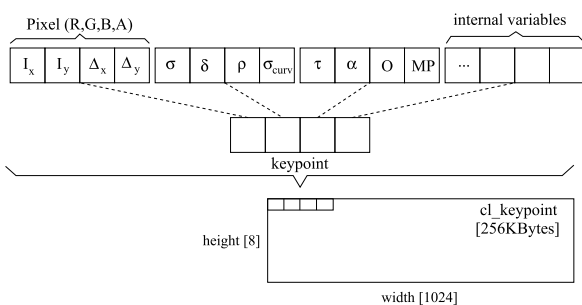 Pixel (R,G,B,A)
internal variables
I_x I_y Δ_x Δ_y σ δ ρ σ_curv τ α O MP ...
keypoint
cl_keypoint
[256KBytes]
height [8]
width [1024]